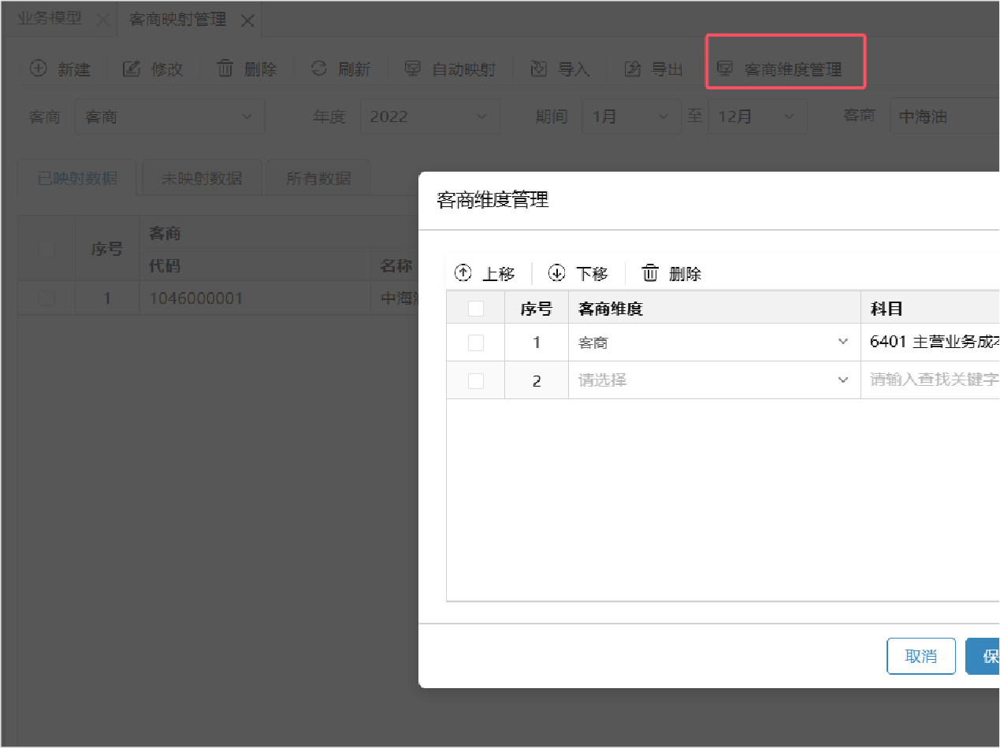 业务模型 客商映射管理
新建 修改 删除 刷新 自动映射 导入 导出 客商维度管理
客商 客商 年度 2022 期间 1月 至 12月 客商 中海油
已映射数据 未映射数据 所有数据
客商维度管理
序号 客商
代码 名称
1 1046000001 中海
上移 下移 删除
序号 客商维度 科目
1 客商 6401 主营业务成本
2 请选择 请输入查找关键字
取消 保